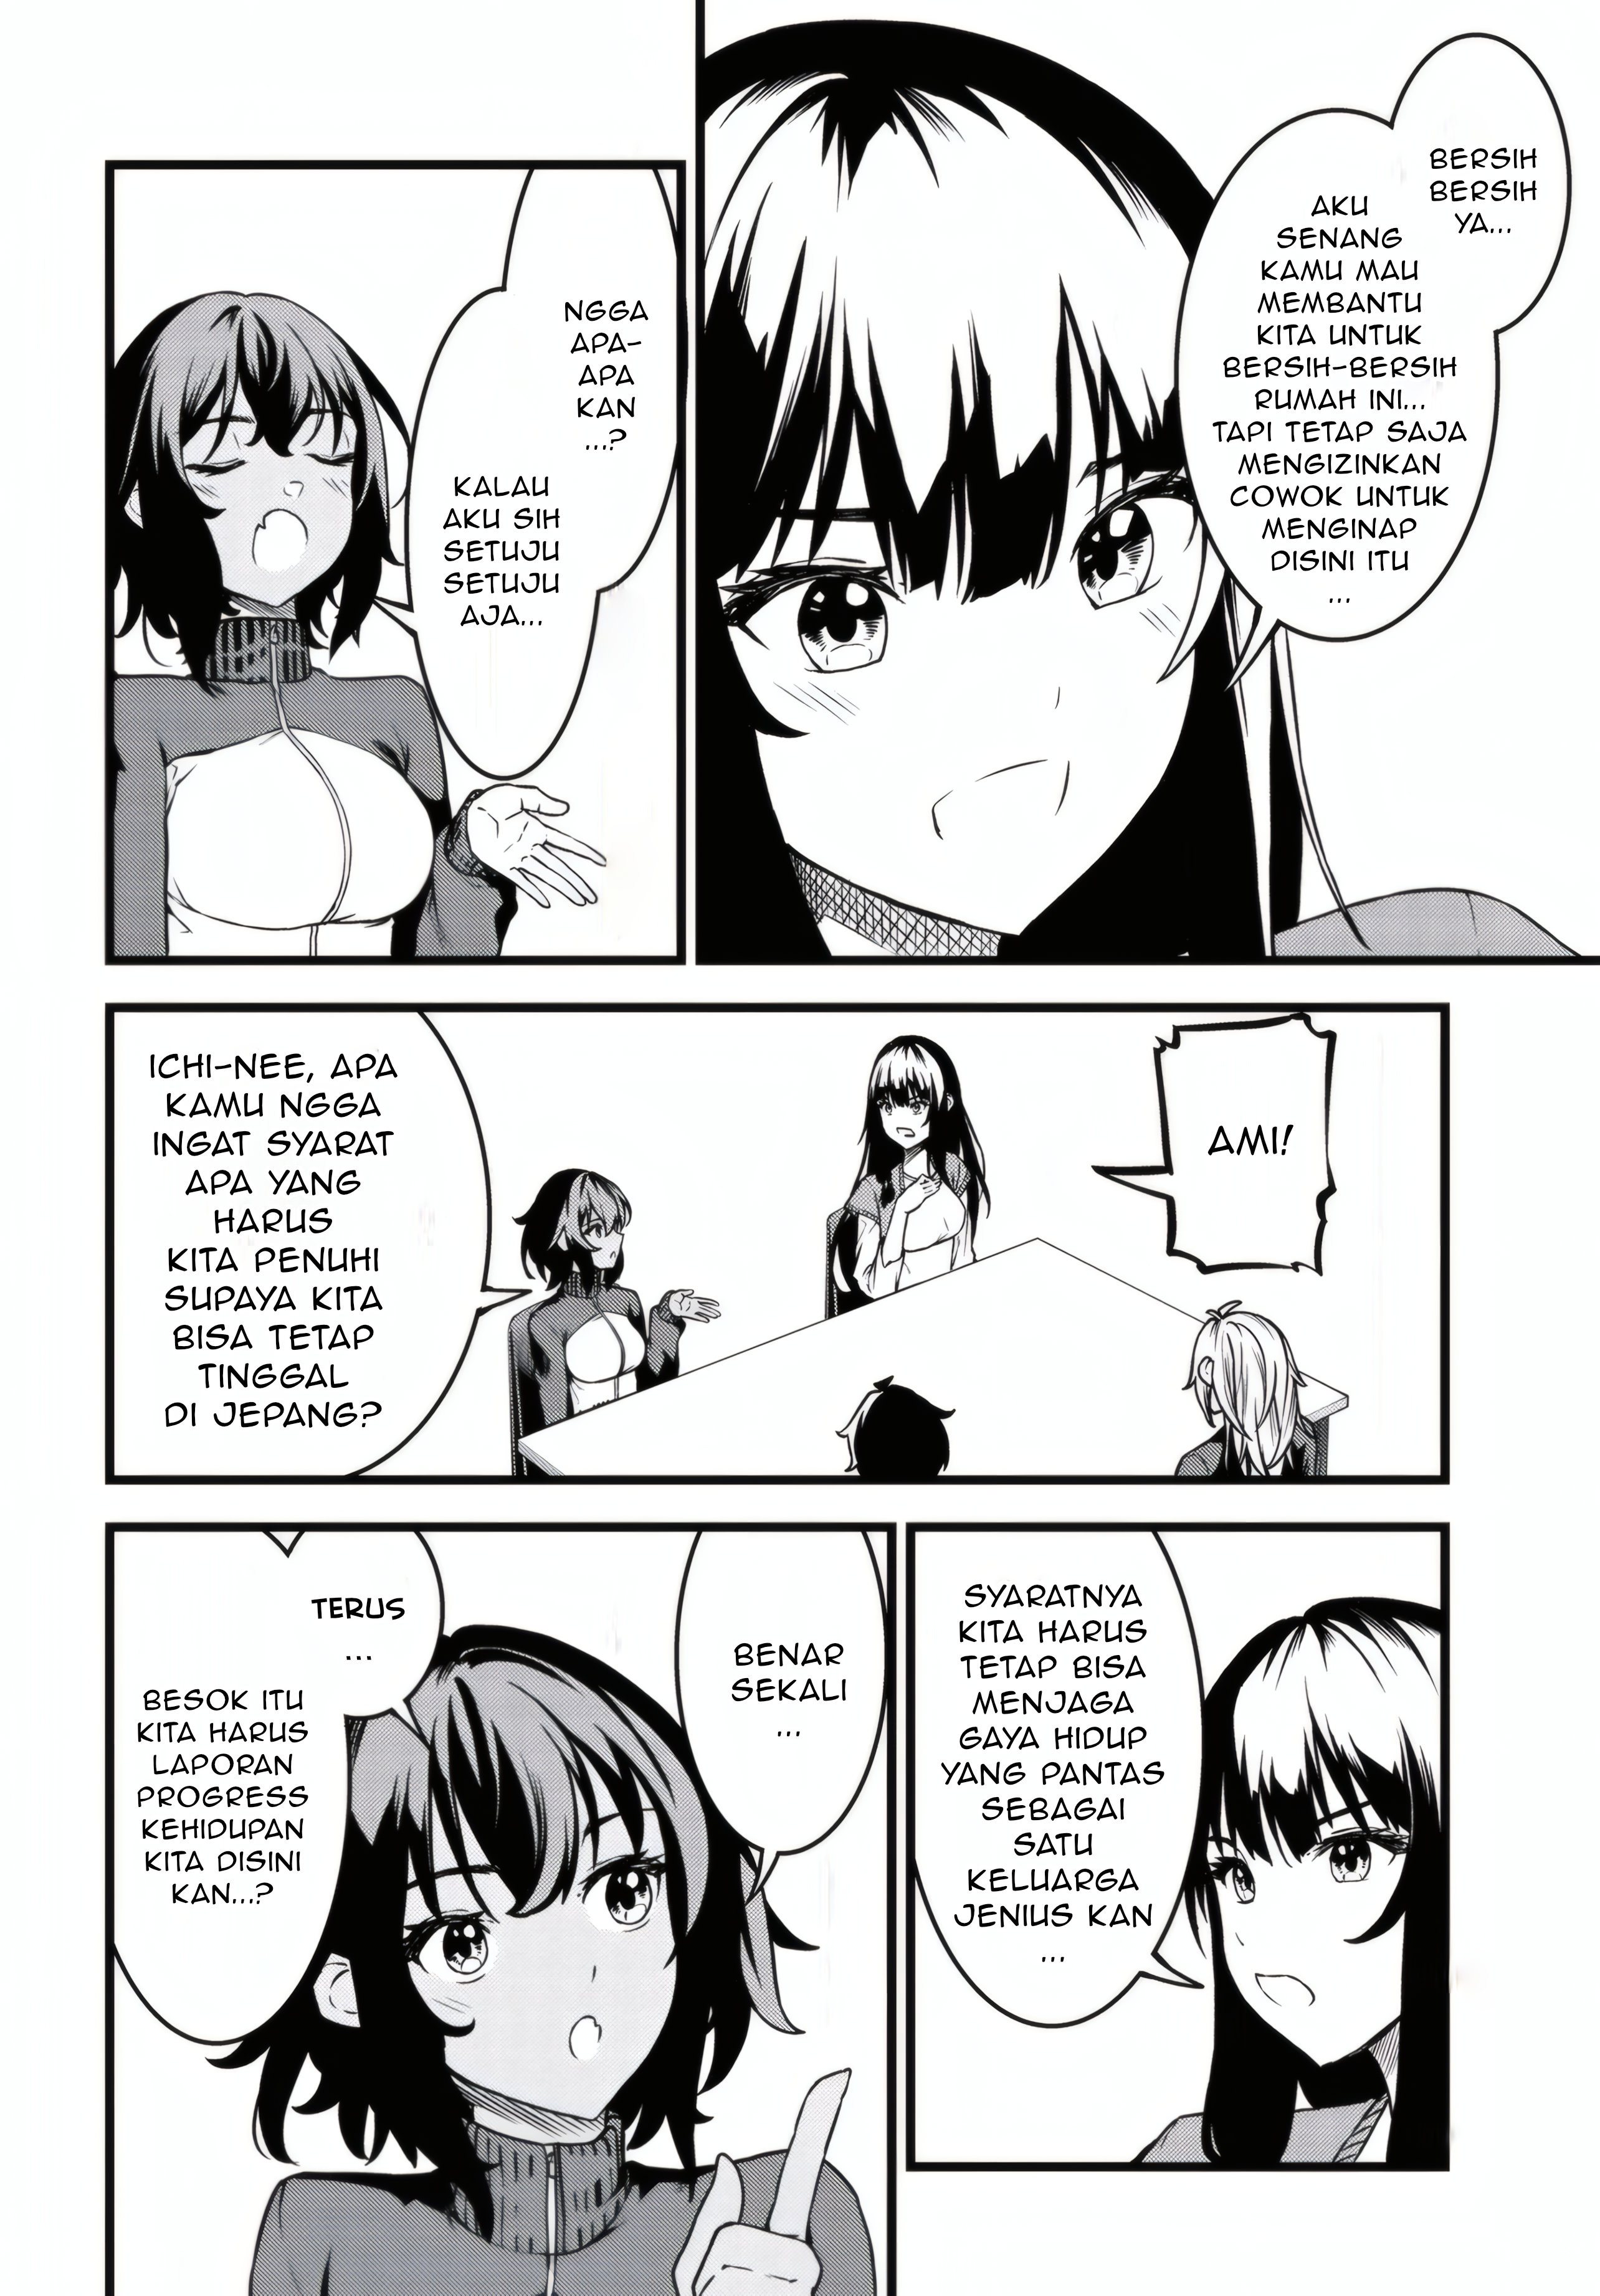 BERSIH
BERSIH
YA...
AKU
SENANG
KAMU MAU
MEMBANTU
KITA UNTUK
BERSIH-BERSIH
RUMAH INI...
TAPI TETAP SAJA
MENGIZINKAN
COWOK UNTUK
MENGINAP
DISINI ITU
...
NGGA
APA-
APA
KAN
...?
KALAU
AKU SIH
SETUJU
SETUJU
AJA...
AMI!
ICHI-NEE, APA
KAMU NGGA
INGAT SYARAT
APA YANG
HARUS
KITA PENUHI
SUPAYA KITA
BISA TETAP
TINGGAL
DI JEPANG?
SYARATNYA
KITA HARUS
TETAP BISA
MENJAGA
GAYA HIDUP
YANG PANTAS
SEBAGAI
SATU
KELUARGA
JENIUS KAN
...
BENAR
SEKALI
...
TERUS
...
BESOK ITU
KITA HARUS
LAPORAN
PROGRESS
KEHIDUPAN
KITA DISINI
KAN...?